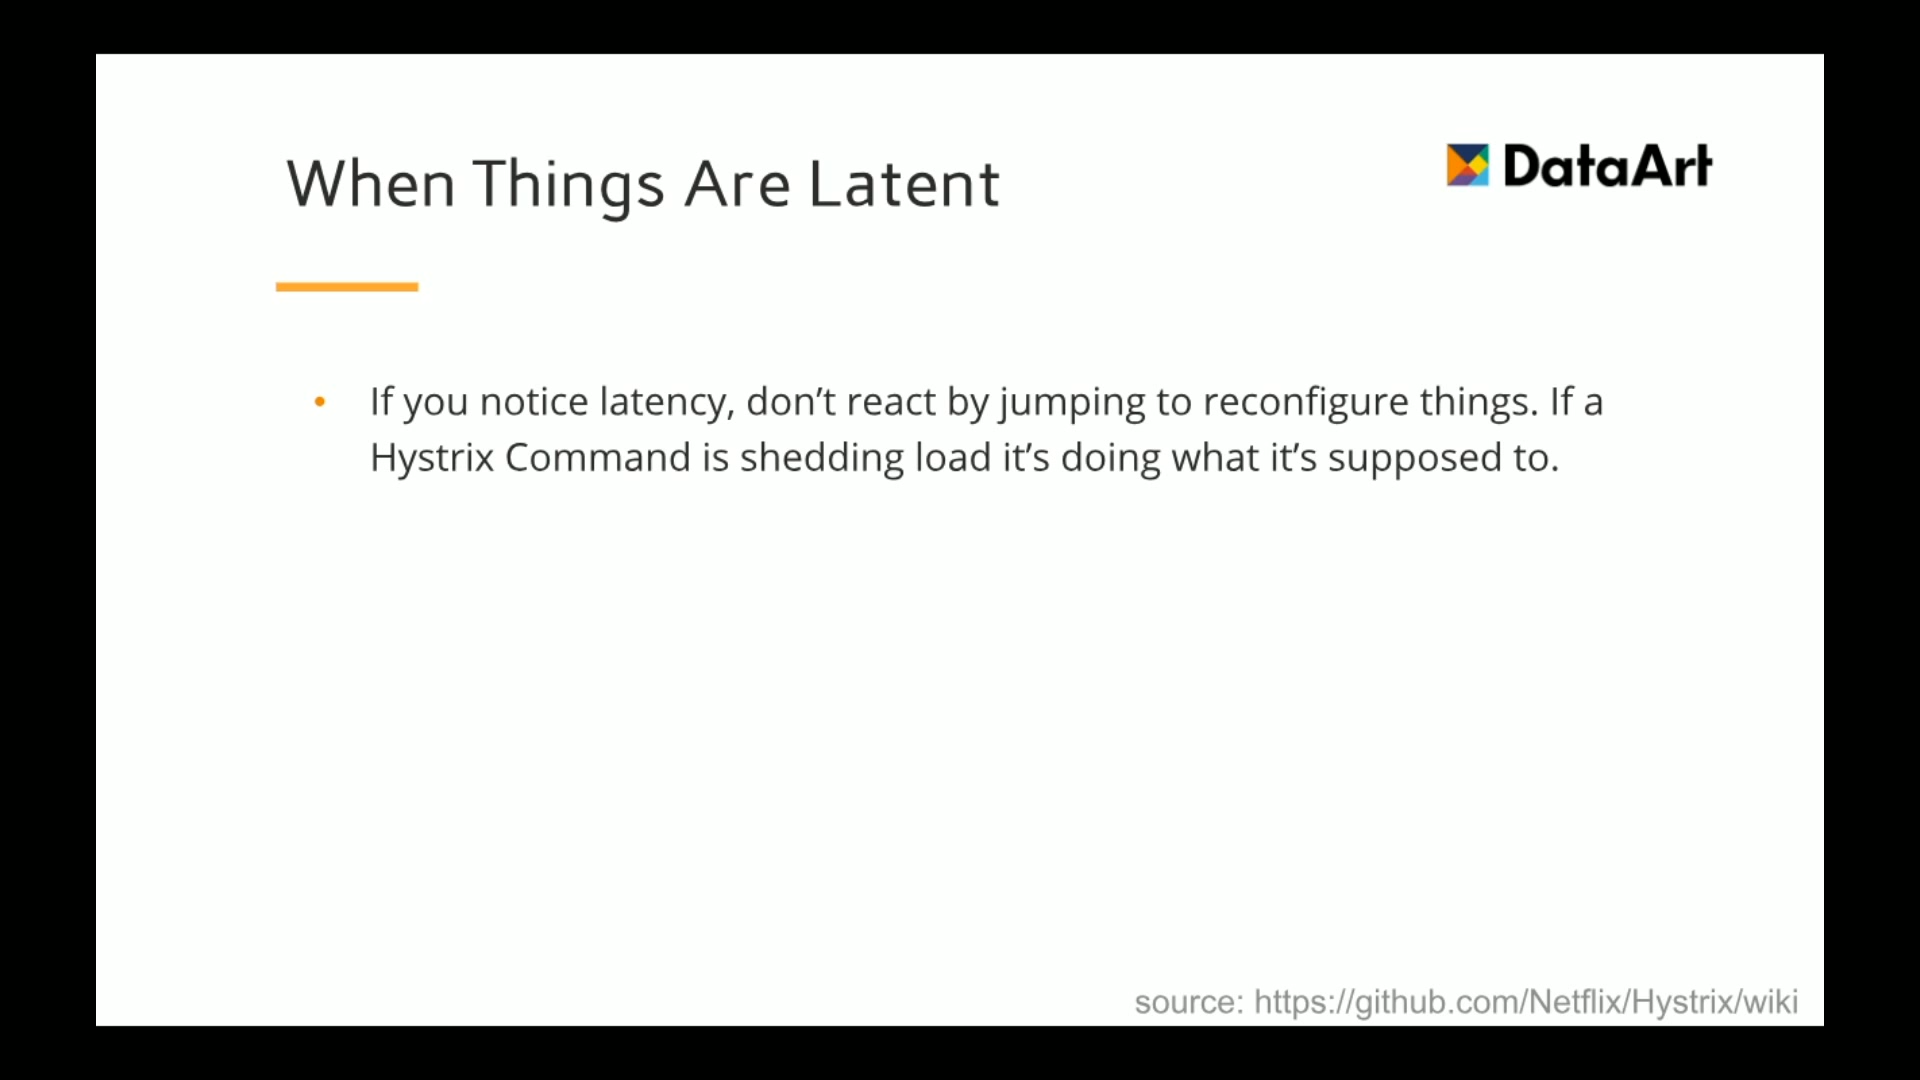 When Things Are Latent
DataArt
• If you notice latency, don’t react by jumping to reconfigure things. If a
Hystrix Command is shedding load it’s doing what it’s supposed to.
source: https://github.com/Netflix/Hystrix/wiki